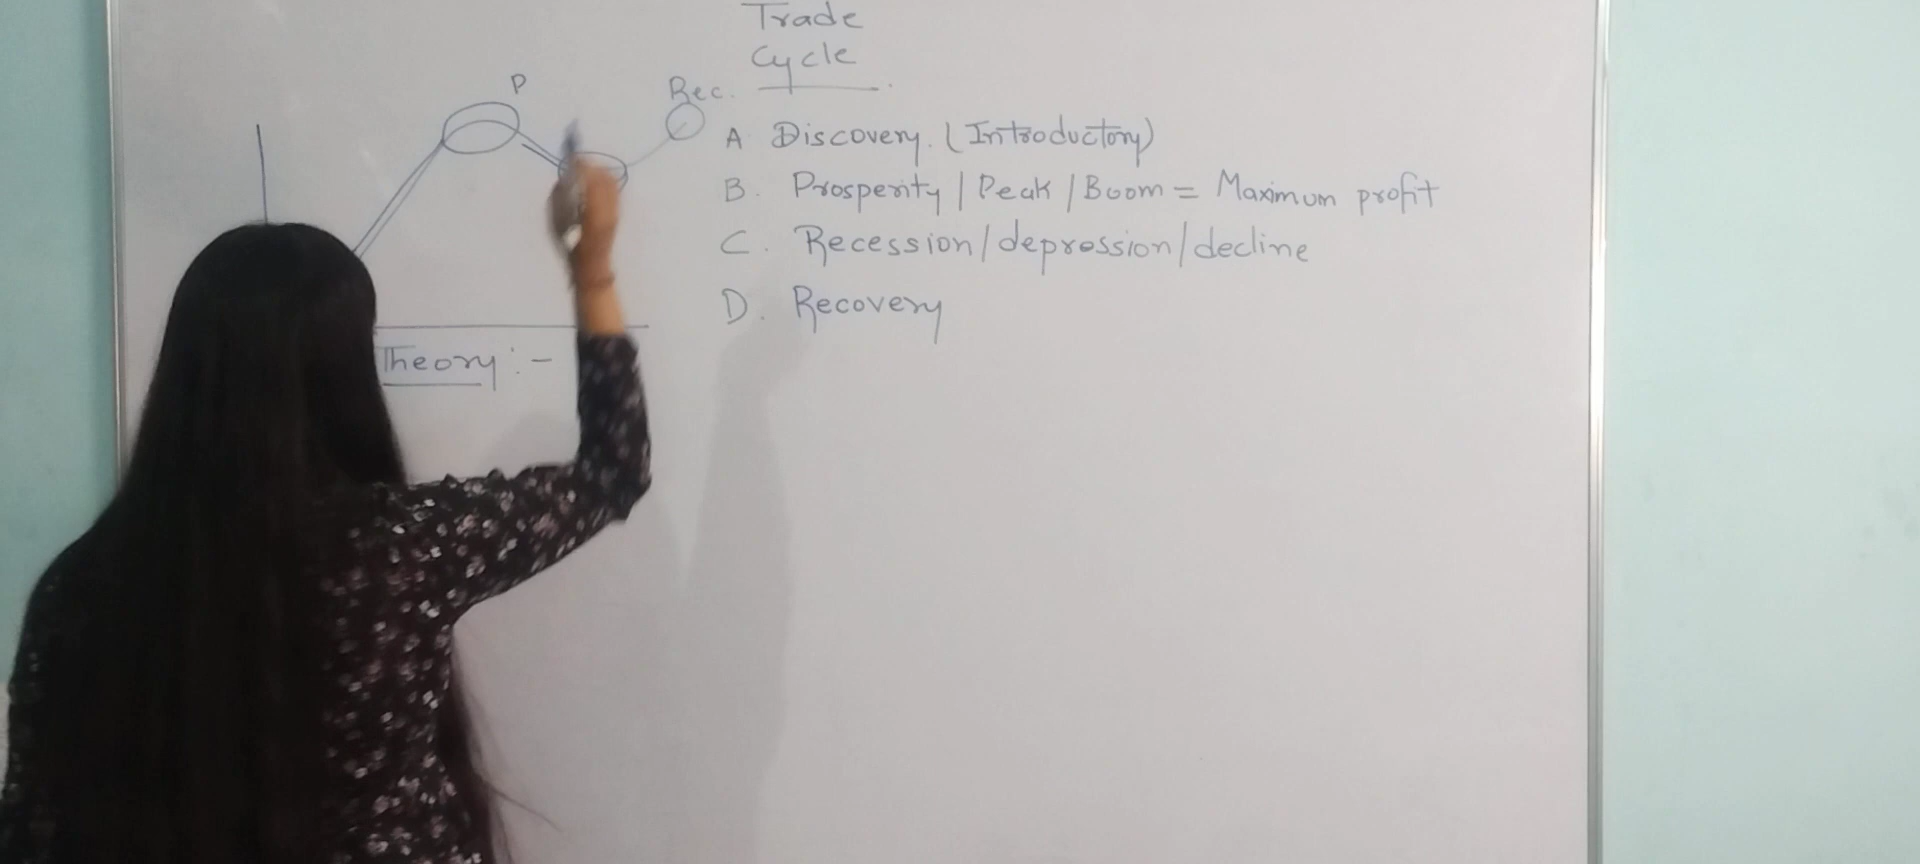 Trade
Cycle
P
Rec.
A Discovery. (Introductory)
B. Prosperity / Peak / Boom = Maximum profit
C. Recession / depression / decline
D. Recovery
Theory : -